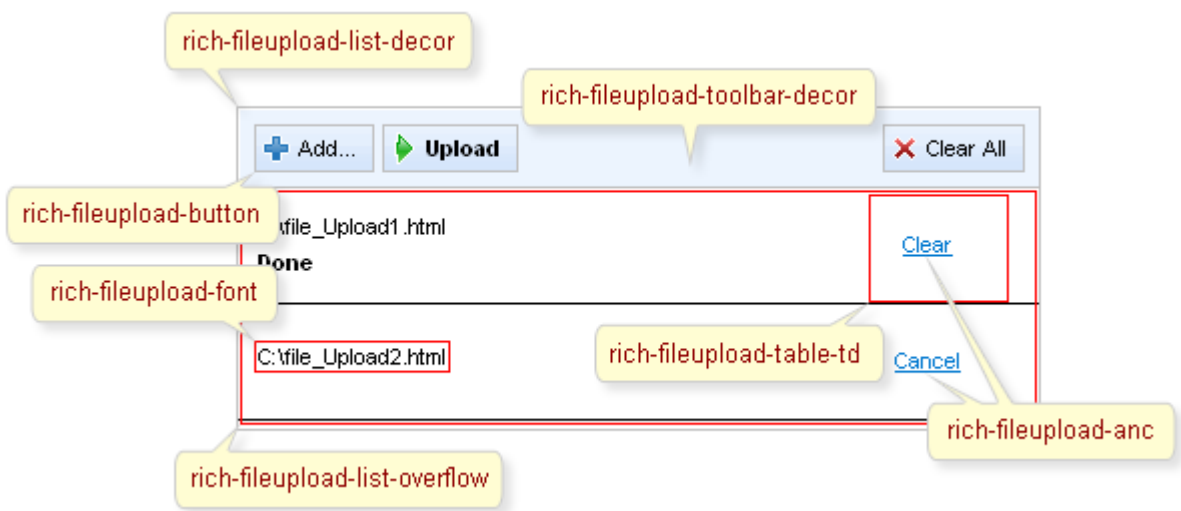 rich-fileupload-list-decor
rich-fileupload-toolbar-decor
Add... Upload Clear All
rich-fileupload-button
\file_Upload1.html
Clear
Done
rich-fileupload-font
C:\file_Upload2.html
rich-fileupload-table-td
Cancel
rich-fileupload-anc
rich-fileupload-list-overflow